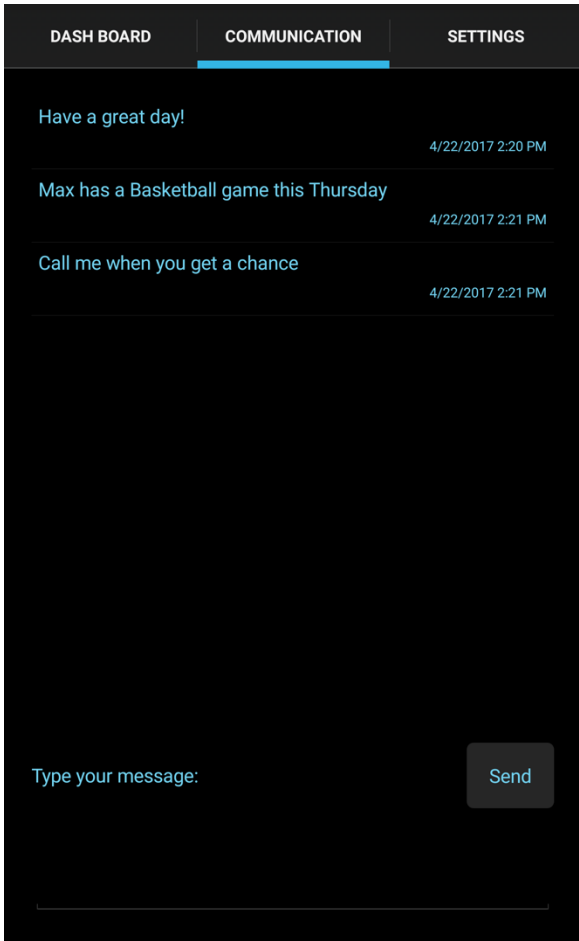 DASH BOARD COMMUNICATION SETTINGS
Have a great day!
4/22/2017 2:20 PM
Max has a Basketball game this Thursday
4/22/2017 2:21 PM
Call me when you get a chance
4/22/2017 2:21 PM
Type your message: Send